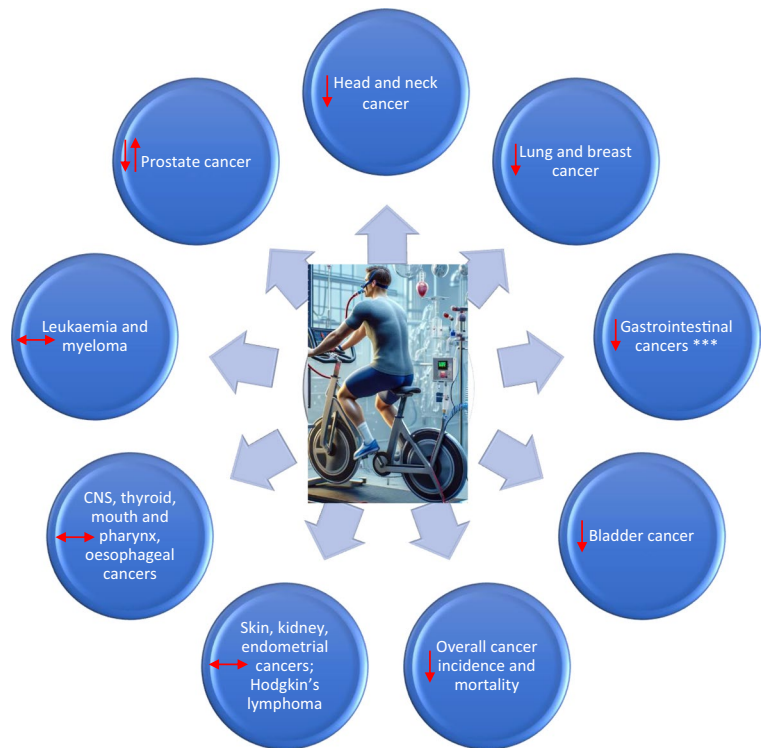 Head and neck
cancer
Lung and breast
cancer
Gastrointestinal
cancers ***
Bladder cancer
Overall cancer
incidence and
mortality
Skin, kidney,
endometrial
cancers;
Hodgkin's
lymphoma
CNS, thyroid,
mouth and
pharynx,
oesophageal
cancers
Leukaemia and
myeloma
Prostate cancer